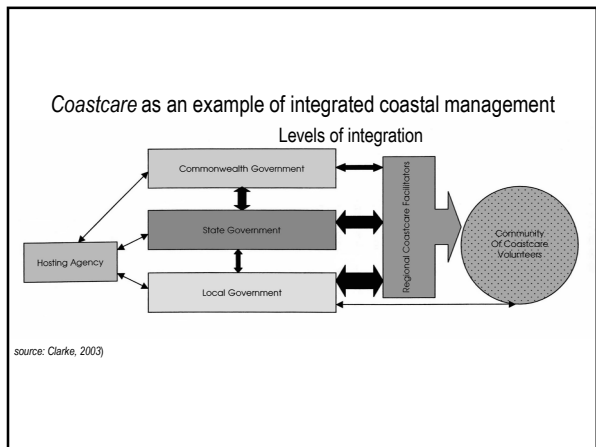 Coastcare as an example of integrated coastal management
Levels of integration
Commonwealth Government
State Government
Hosting Agency
Local Government
Regional Coastcare Facilitators
Community
Of Coastcare
Volunteers
source: Clarke, 2003)